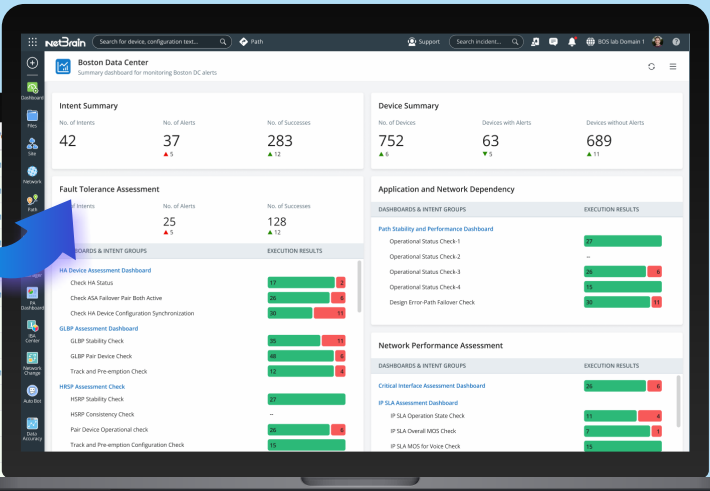 NetBrain
Search for device, configuration text...
Path
Support
Search incident...
BOS lab Domain 1
Boston Data Center
Summary dashboard for monitoring Boston DC alerts
Dashboard
Files
Site
Network
Path
PA
Dashboard
IBA
Center
Network
Change
Auto Bot
Data
Accuracy
Intent Summary
No. of Intents No. of Alerts No. of Successes
42 37 283
▲ 5 ▲ 12
Device Summary
No. of Devices Devices with Alerts Devices without Alerts
752 63 689
▲ 6 ▼ 5 ▲ 11
Fault Tolerance Assessment
of Intents No. of Alerts No. of Successes
25 128
▲ 5 ▲ 12
BOARDS & INTENT GROUPS EXECUTION RESULTS
HA Device Assessment Dashboard
Check HA Status 17 2
Check ASA Failover Pair Both Active 26 6
Check HA Device Configuration Synchronization 30 11
GLBP Assessment Dashboard
GLBP Stability Check 35 11
GLBP Pair Device Check 48 6
Track and Pre-emption Check 12 4
HRSP Assessment Check
HSRP Stability Check 27
HSRP Consistency Check --
Pair Device Operational check 26 6
Track and Pre-emption Configuration Check 15
Application and Network Dependency
DASHBOARDS & INTENT GROUPS EXECUTION RESULTS
Path Stability and Performance Dashboard
Operational Status Check-1 27
Operational Status Check-2 --
Operational Status Check-3 26 6
Operational Status Check-4 15
Design Error-Path Failover Check 30 11
Network Performance Assessment
DASHBOARDS & INTENT GROUPS EXECUTION RESULTS
Critical Interface Assessment Dashboard 26 6
IP SLA Assessment Dashboard
IP SLA Operation State Check 11 4
IP SLA Overall MOS Check 7 1
IP SLA MOS for Voice Check 15